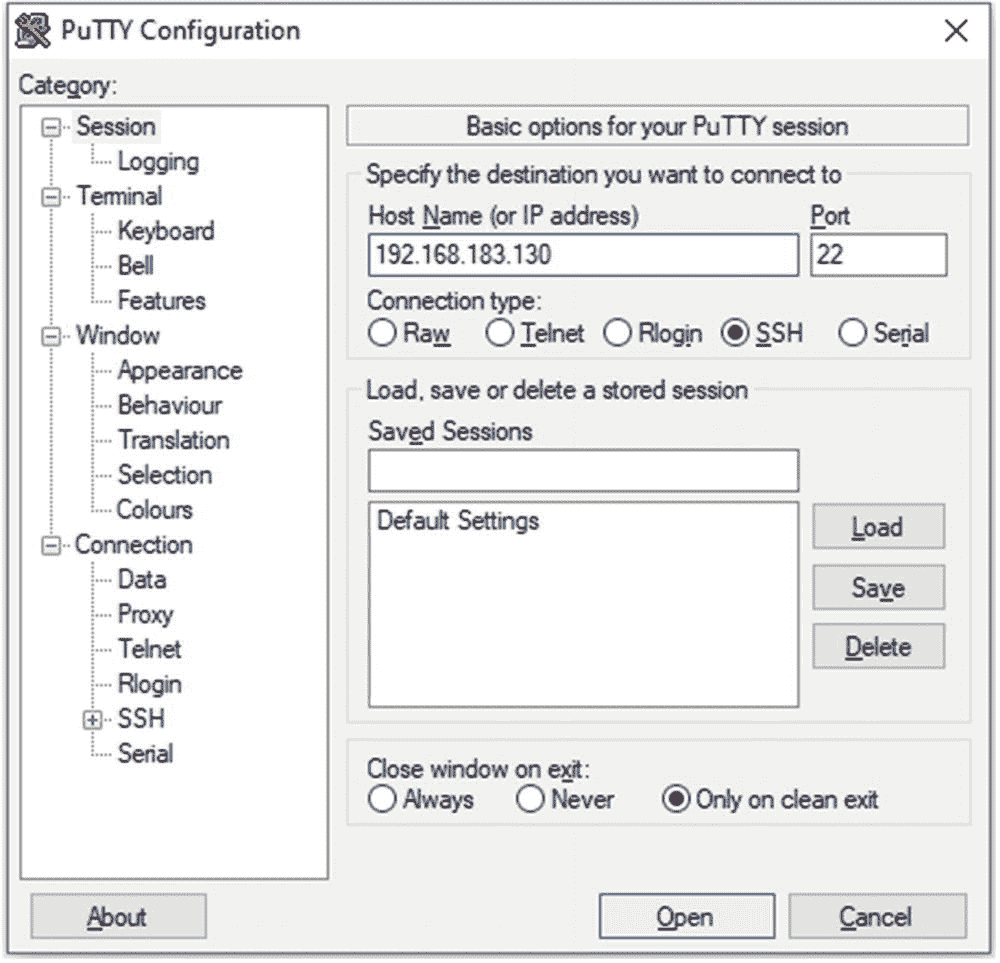 PuTTY Configuration
Category:
Session
Logging
Terminal
Keyboard
Bell
Features
Window
Appearance
Behaviour
Translation
Selection
Colours
Connection
Data
Proxy
Telnet
Rlogin
SSH
Serial
Basic options for your PuTTY session
Specify the destination you want to connect to
Host Name (or IP address) Port
192.168.183.130 22
Connection type:
Raw Telnet Rlogin SSH Serial
Load, save or delete a stored session
Saved Sessions
Default Settings
Load
Save
Delete
Close window on exit:
Always Never Only on clean exit
About Open Cancel